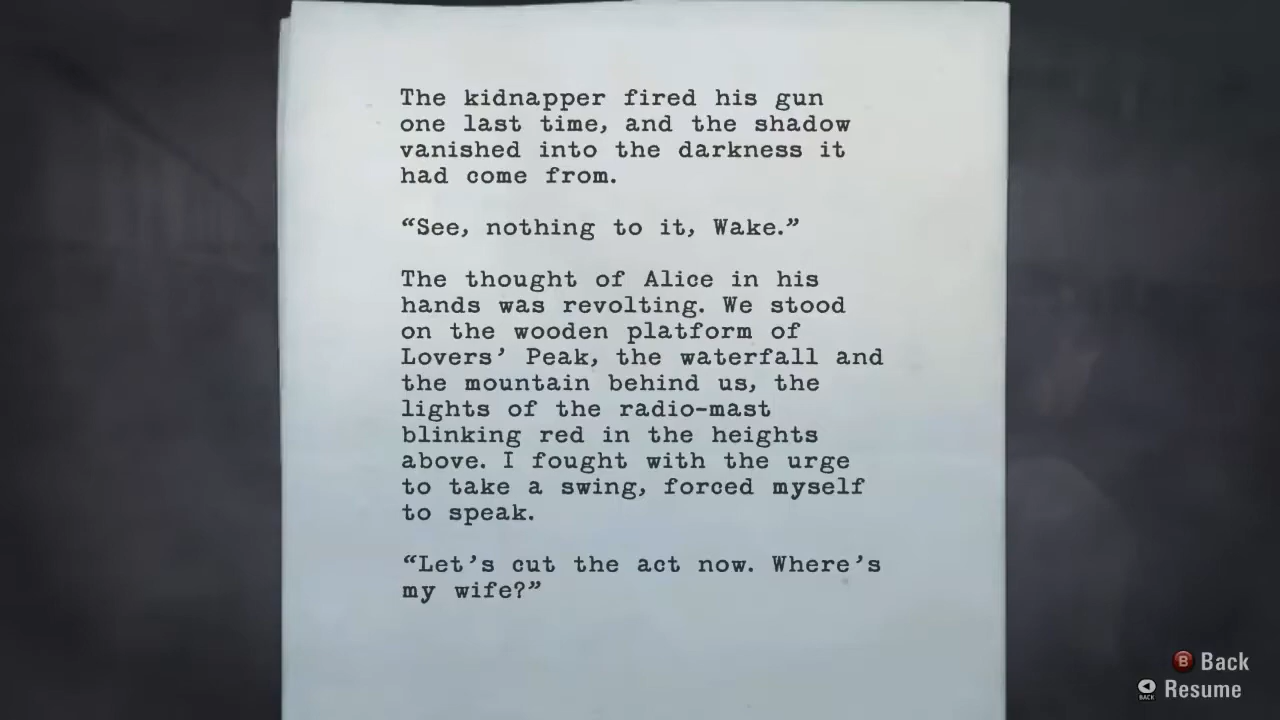 The kidnapper fired his gun
one last time, and the shadow
vanished into the darkness it
had come from.
“See, nothing to it, Wake.”
The thought of Alice in his
hands was revolting. We stood
on the wooden platform of
Lovers’ Peak, the waterfall and
the mountain behind us, the
lights of the radio-mast
blinking red in the heights
above. I fought with the urge
to take a swing, forced myself
to speak.
“Let’s cut the act now. Where’s
my wife?”
B Back
BACK Resume